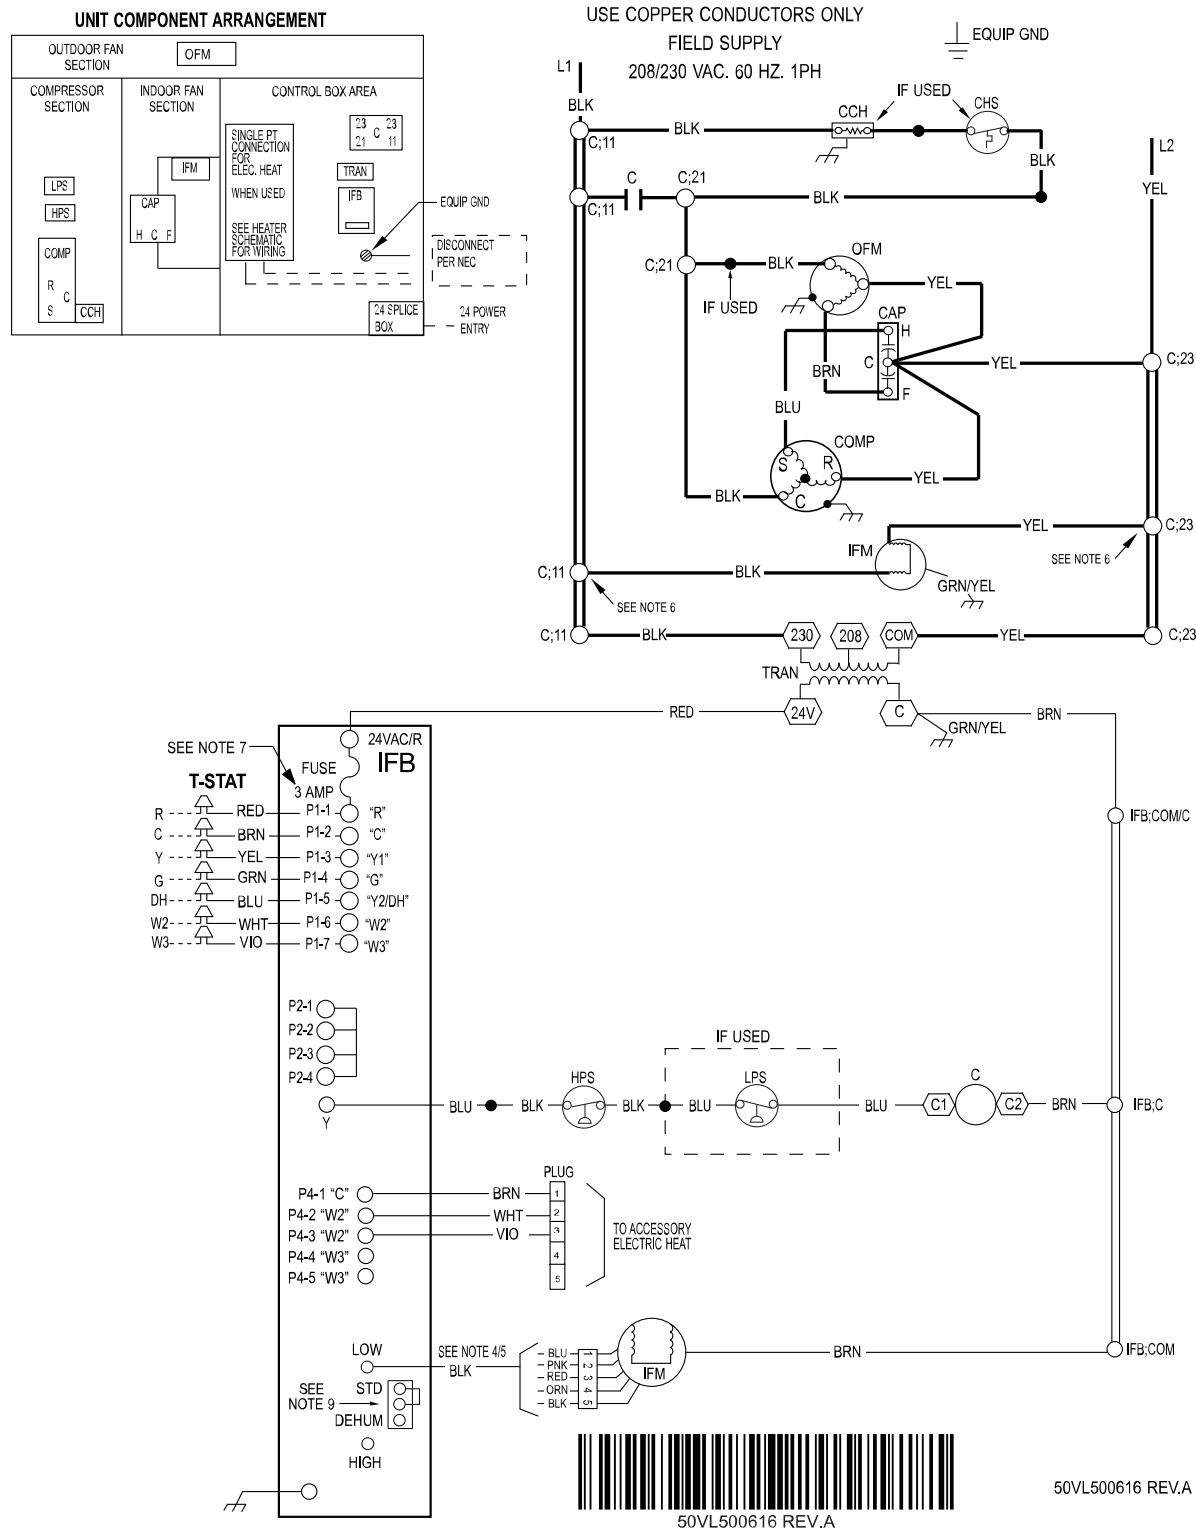 UNIT COMPONENT ARRANGEMENT
OUTDOOR FAN
SECTION
OFM
COMPRESSOR
SECTION
INDOOR FAN
SECTION
CONTROL BOX AREA
SINGLE PT
CONNECTION
FOR
ELEC. HEAT
WHEN USED
SEE HEATER
SCHEMATIC
FOR WIRING
23 C 23
21 11
TRAN
IFB
IFM
CAP
H C F
LPS
HPS
COMP
R
C
S
CCH
EQUIP GND
DISCONNECT
PER NEC
24 SPLICE
BOX
24 POWER
ENTRY
USE COPPER CONDUCTORS ONLY
FIELD SUPPLY
208/230 VAC. 60 HZ. 1PH
EQUIP GND
L1
BLK
C;11
BLK
CCH
IF USED
CHS
BLK
L2
YEL
C;11
C
C;21
BLK
C;21
BLK
IF USED
OFM
YEL
CAP
H
C
F
BRN
BLU
YEL
C;23
COMP
S
R
C
BLK
YEL
YEL
C;23
SEE NOTE 6
IFM
C;11
BLK
GRN/YEL
SEE NOTE 6
C;11
BLK
230
208
COM
YEL
C;23
TRAN
RED
24V
C
GRN/YEL
BRN
SEE NOTE 7
24VAC/R
IFB
FUSE
3 AMP
T-STAT
R RED P1-1 "R"
C BRN P1-2 "C"
Y YEL P1-3 "Y1"
G GRN P1-4 "G"
DH BLU P1-5 "Y2/DH"
W2 WHT P1-6 "W2"
W3 VIO P1-7 "W3"
IFB;COM/C
P2-1
P2-2
P2-3
P2-4
Y
BLU
BLK
HPS
BLK
IF USED
BLU
LPS
BLU
C1
C
C2
BRN
IFB;C
PLUG
P4-1 "C" BRN 1
P4-2 "W2" WHT 2
P4-3 "W2" VIO 3
P4-4 "W3" 4
P4-5 "W3" 5
TO ACCESSORY
ELECTRIC HEAT
LOW
SEE NOTE 4/5
BLK
BLU 1
PNK 2
RED 3
ORN 4
BLK 5
IFM
BRN
IFB;COM
SEE
NOTE 9
STD
DEHUM
HIGH
50VL500616 REV.A
50VL500616 REV.A